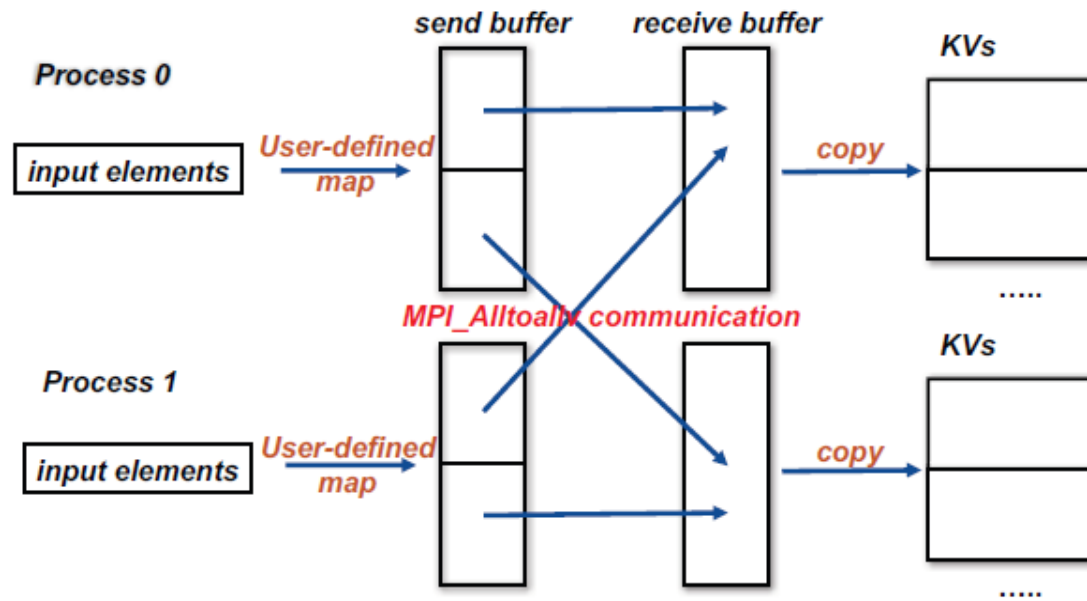 send buffer
receive buffer
KVs
Process 0
input elements
User-defined
map
copy
.....
MPI_Alltoallv communication
KVs
Process 1
input elements
User-defined
map
copy
.....